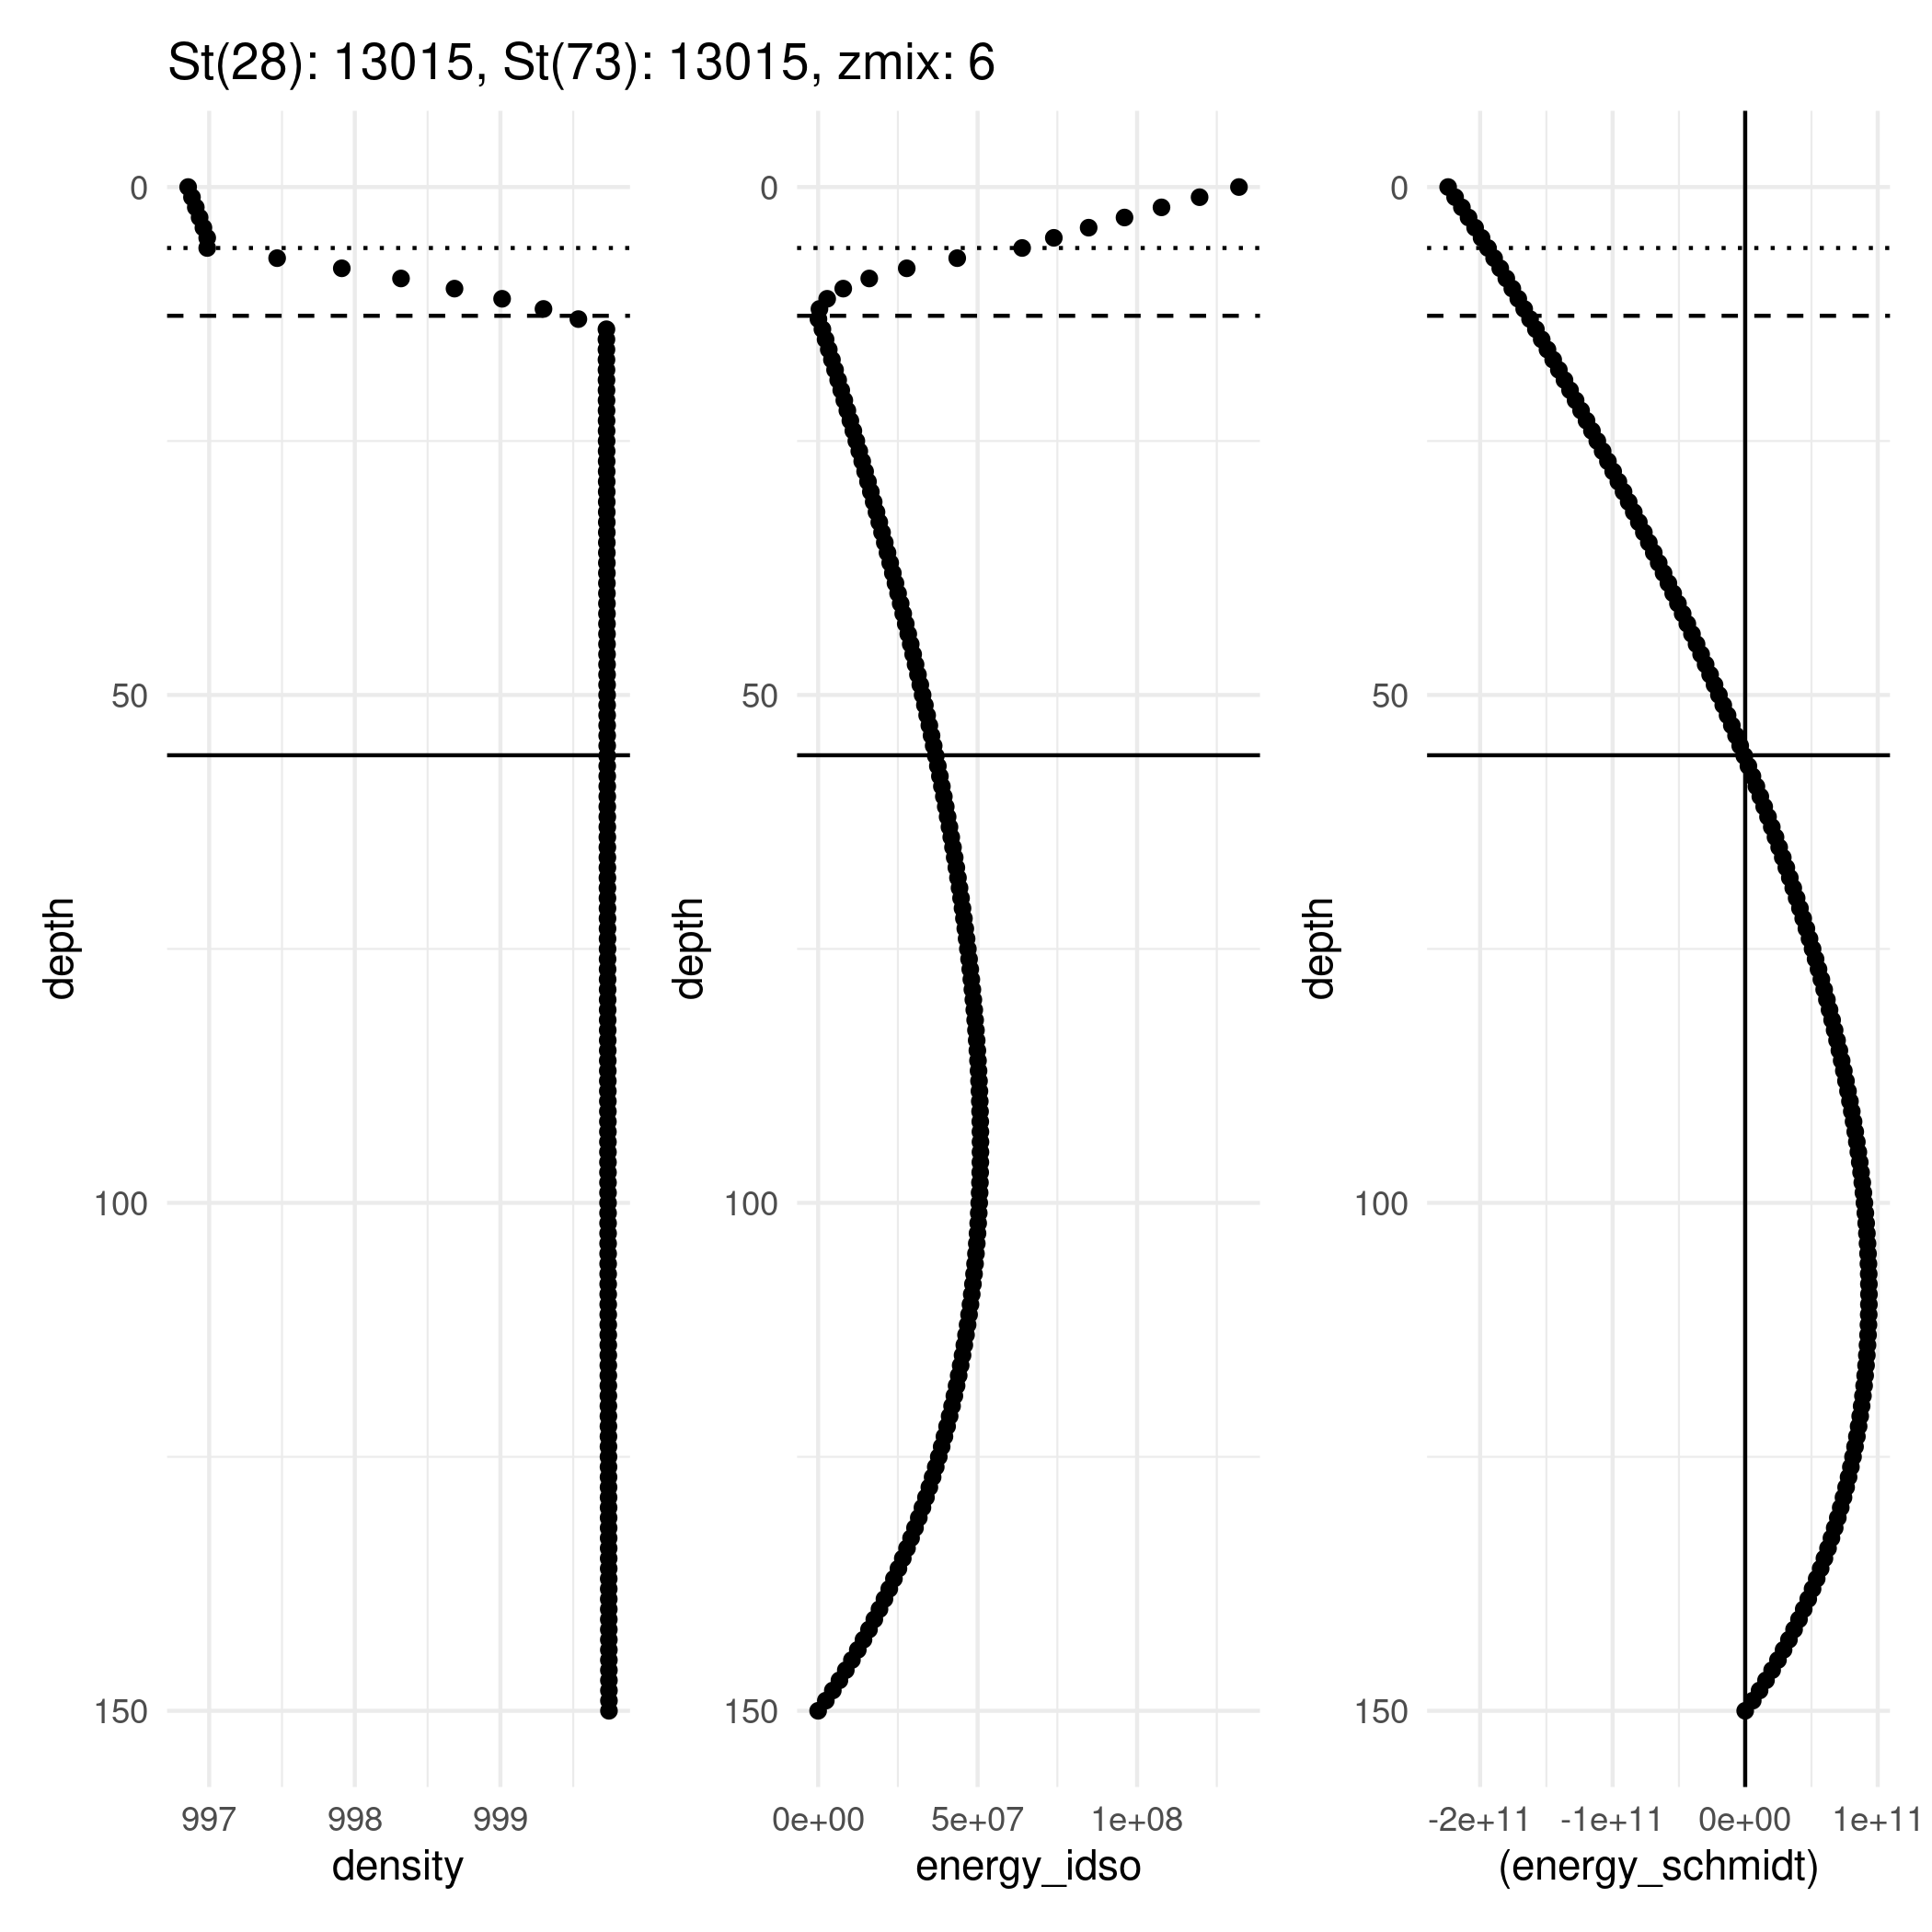 St(28): 13015, St(73): 13015, zmix: 6
depth
0
50
100
150
997
998
999
density
depth
0
50
100
150
0e+00
5e+07
1e+08
energy_idso
depth
0
50
100
150
-2e+11
-1e+11
0e+00
1e+11
(energy_schmidt)